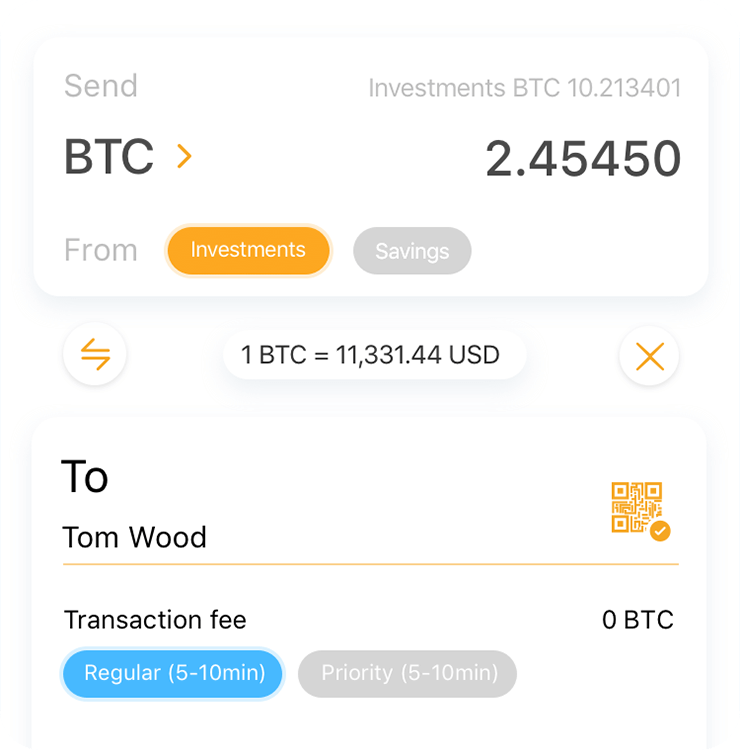 Send
Investments BTC 10.213401
BTC
2.45450
From
Investments
Savings
1 BTC = 11,331.44 USD
To
Tom Wood
Transaction fee
0 BTC
Regular (5-10min)
Priority (5-10min)